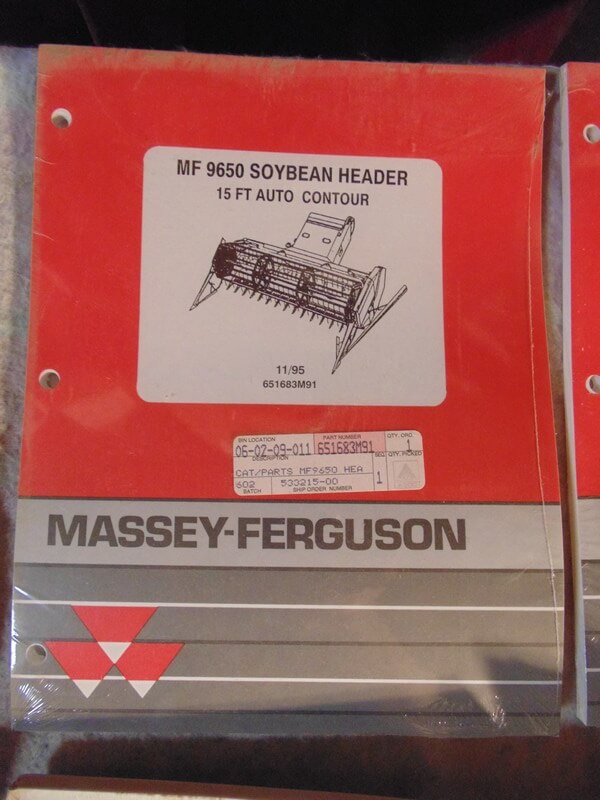 MF 9650 SOYBEAN HEADER
15 FT AUTO CONTOUR
11/95
651683M91
BIN LOCATION PART NUMBER QTY. ORD.
06-02-09-011 651683M91 1
DESCRIPTION SEQ. QTY. PICKED
CAT/PARTS MF9650 HEA
602 533215-00 1
BATCH SHIP ORDER NUMBER
MASSEY-FERGUSON